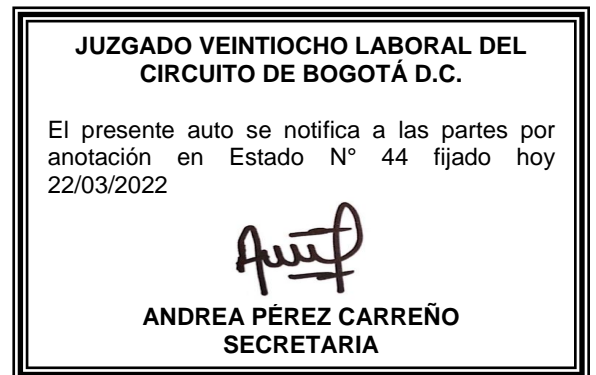 JUZGADO VEINTIOCHO LABORAL DEL
CIRCUITO DE BOGOTÁ D.C.
El presente auto se notifica a las partes por
anotación en Estado N° 44 fijado hoy
22/03/2022
ANDREA PÉREZ CARREÑO
SECRETARIA